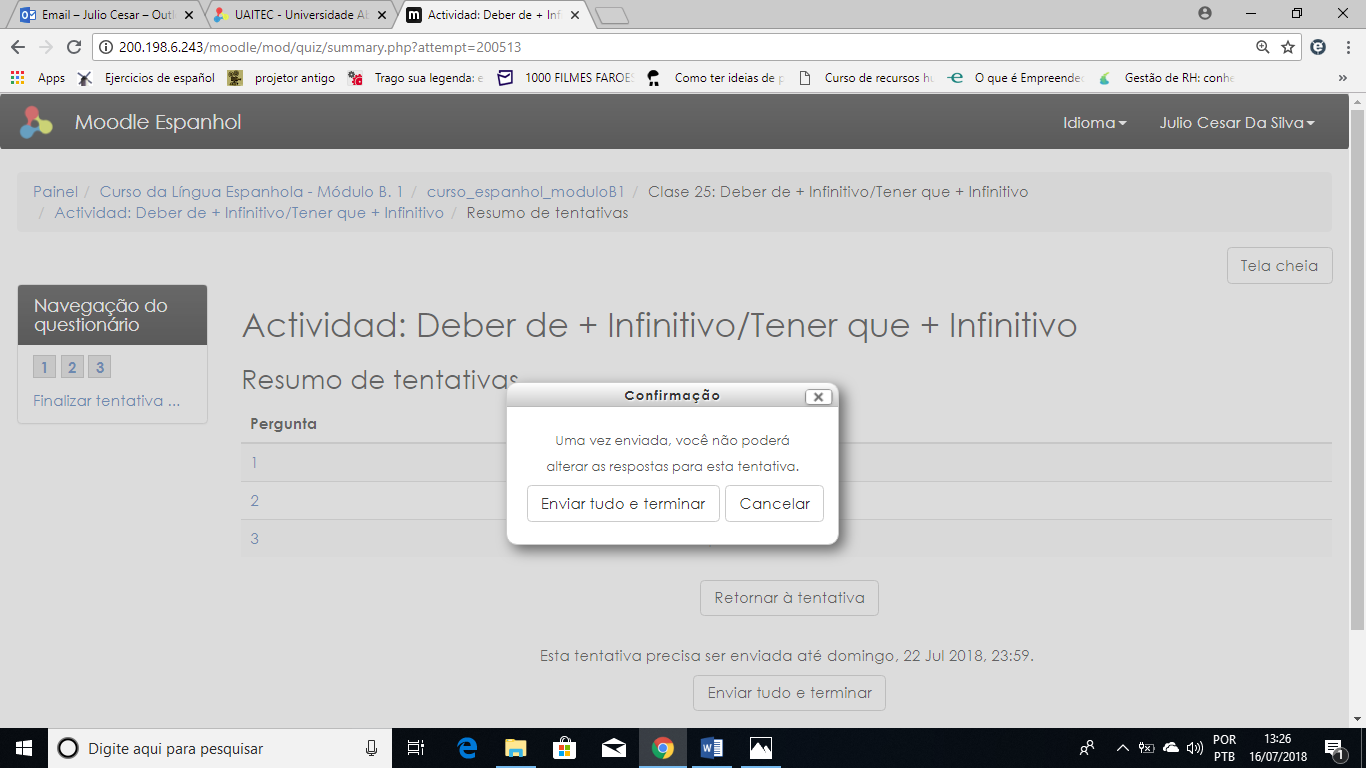 Email – Julio Cesar – Outl
UAITEC - Universidade Ab
Actividad: Deber de + Inf
200.198.6.243/moodle/mod/quiz/summary.php?attempt=200513
Apps
Ejercicios de español
projetor antigo
Trago sua legenda: e
1000 FILMES FAROES
Como ter ideias de p
Curso de recursos hu
O que é Empreended
Gestão de RH: conhe
Moodle Espanhol
Idioma
Julio Cesar Da Silva
Painel / Curso da Língua Espanhola - Módulo B. 1 / curso_espanhol_moduloB1 / Clase 25: Deber de + Infinitivo/Tener que + Infinitivo
/ Actividad: Deber de + Infinitivo/Tener que + Infinitivo / Resumo de tentativas
Tela cheia
Navegação do
questionário
1 2 3
Finalizar tentativa ...
Actividad: Deber de + Infinitivo/Tener que + Infinitivo
Resumo de tentativas
Pergunta
1
2
3
Confirmação
Uma vez enviada, você não poderá
alterar as respostas para esta tentativa.
Enviar tudo e terminar
Cancelar
Retornar à tentativa
Esta tentativa precisa ser enviada até domingo, 22 Jul 2018, 23:59.
Enviar tudo e terminar
Digite aqui para pesquisar
POR
PTB
13:26
16/07/2018
1